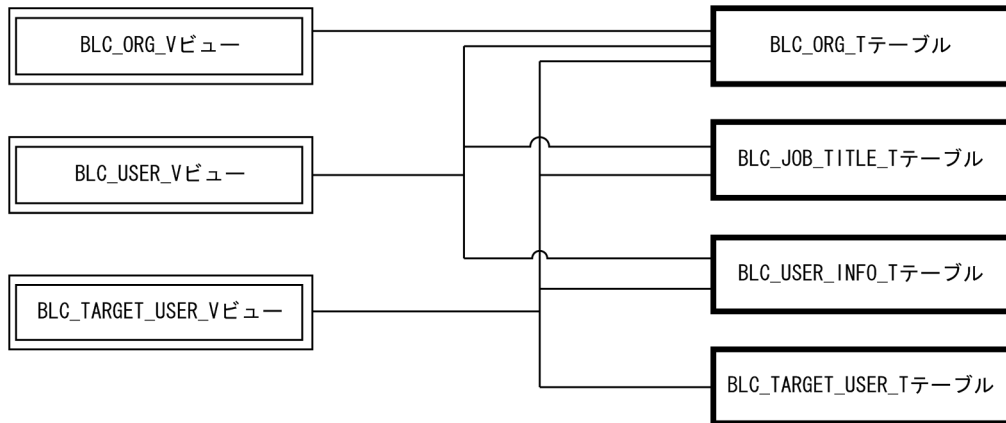 BLC_ORG_Vビュー
BLC_ORG_Tテーブル
BLC_JOB_TITLE_Tテーブル
BLC_USER_Vビュー
BLC_USER_INFO_Tテーブル
BLC_TARGET_USER_Vビュー
BLC_TARGET_USER_Tテーブル